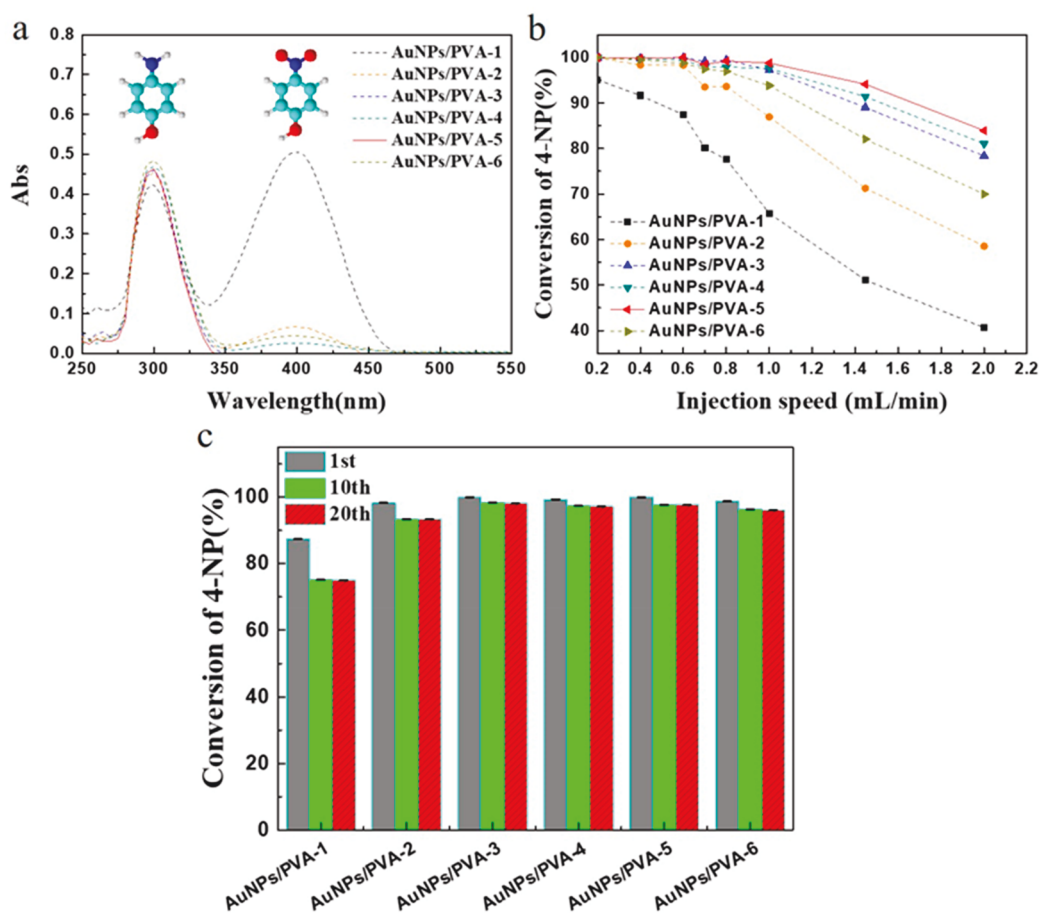 a
0.8
0.7
0.6
0.5
0.4
0.3
0.2
0.1
0.0
Abs
250 300 350 400 450 500 550
Wavelength(nm)
AuNPs/PVA-1
AuNPs/PVA-2
AuNPs/PVA-3
AuNPs/PVA-4
AuNPs/PVA-5
AuNPs/PVA-6
b
100
90
80
70
60
50
40
Conversion of 4-NP(%)
AuNPs/PVA-1
AuNPs/PVA-2
AuNPs/PVA-3
AuNPs/PVA-4
AuNPs/PVA-5
AuNPs/PVA-6
0.2 0.4 0.6 0.8 1.0 1.2 1.4 1.6 1.8 2.0 2.2
Injection speed (mL/min)
c
1st
10th
20th
100
80
60
40
20
0
Conversion of 4-NP(%)
AuNPs/PVA-1
AuNPs/PVA-2
AuNPs/PVA-3
AuNPs/PVA-4
AuNPs/PVA-5
AuNPs/PVA-6